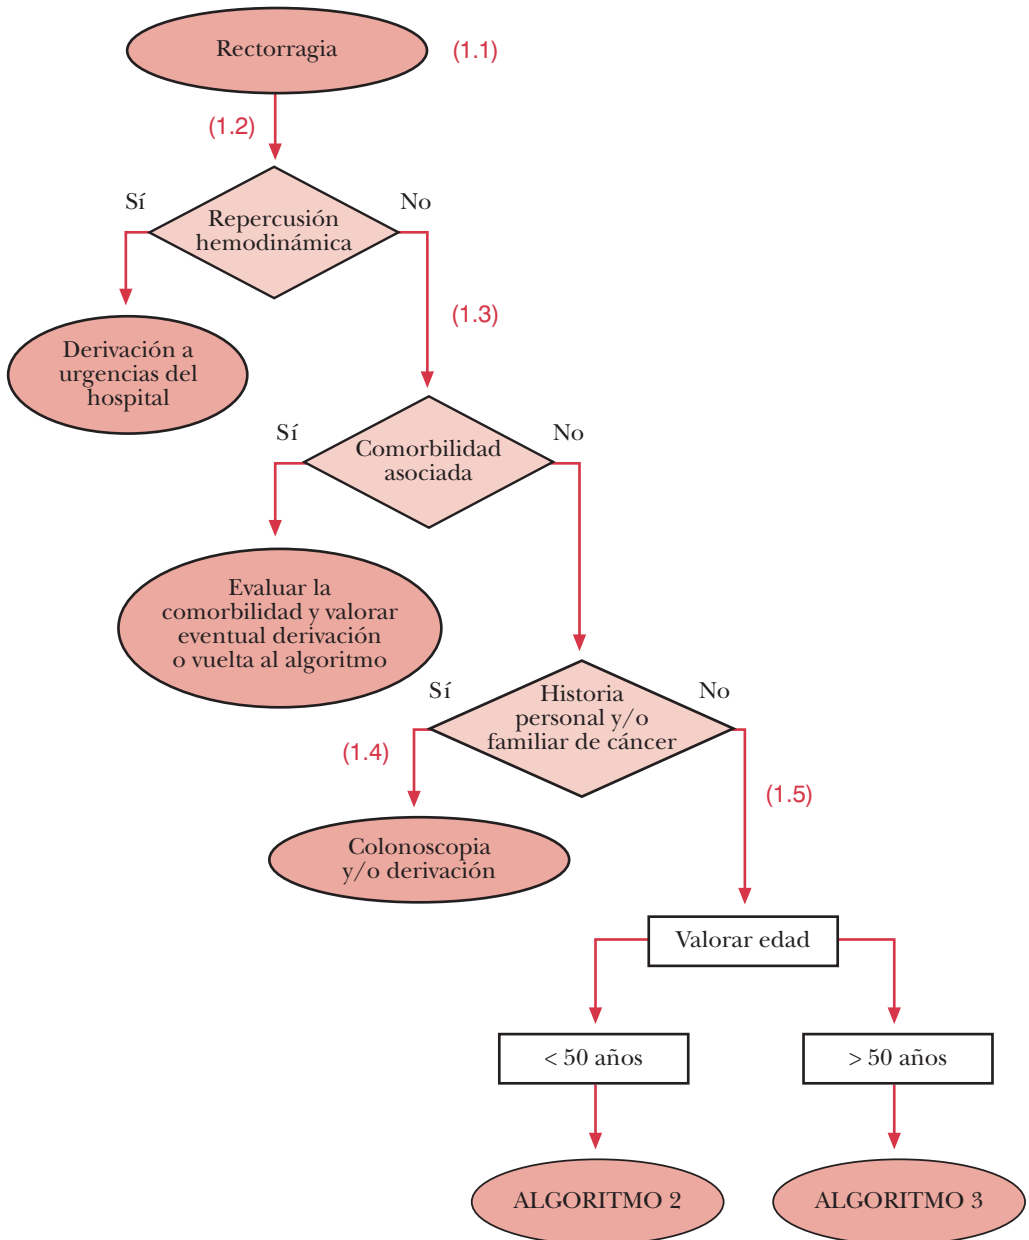 Rectorragia
(1.1)
(1.2)
Sí
No
Repercusión
hemodinámica
(1.3)
Derivación a
urgencias del
hospital
Sí
No
Comorbilidad
asociada
Evaluar la
comorbilidad y valorar
eventual derivación
o vuelta al algoritmo
Sí
No
Historia
personal y/o
familiar de cáncer
(1.4)
(1.5)
Colonoscopia
y/o derivación
Valorar edad
< 50 años
> 50 años
ALGORITMO 2
ALGORITMO 3